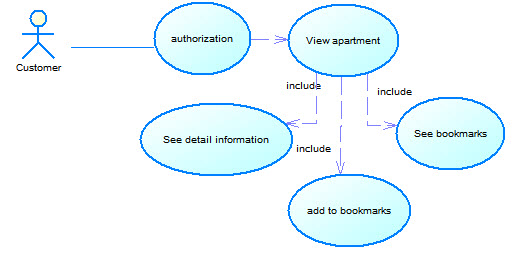 authorization
View apartment
Customer
include
include
See detail information
include
See bookmarks
add to bookmarks